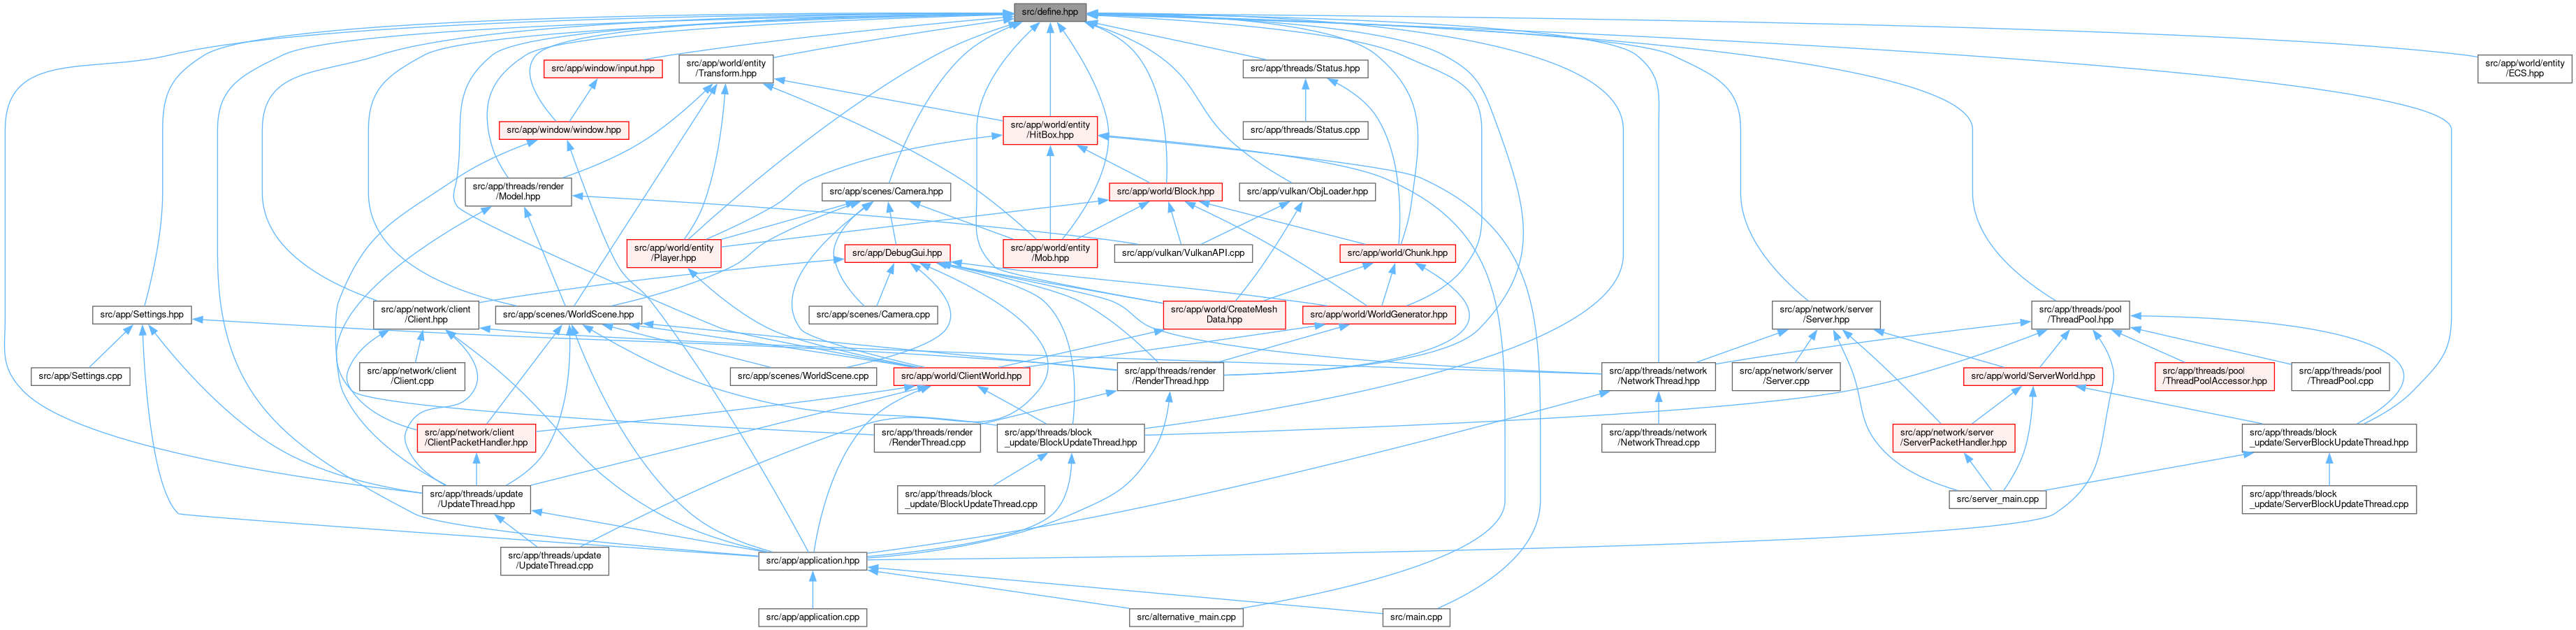 src/define.hpp
src/app/window/input.hpp
src/app/world/entity
/Transform.hpp
src/app/threads/Status.hpp
src/app/world/entity
/ECS.hpp
src/app/window/window.hpp
src/app/world/entity
/HitBox.hpp
src/app/threads/Status.cpp
src/app/threads/render
/Model.hpp
src/app/scenes/Camera.hpp
src/app/world/Block.hpp
src/app/vulkan/ObjLoader.hpp
src/app/world/entity
/Player.hpp
src/app/DebugGui.hpp
src/app/world/entity
/Mob.hpp
src/app/vulkan/VulkanAPI.cpp
src/app/world/Chunk.hpp
src/app/Settings.hpp
src/app/network/client
/Client.hpp
src/app/scenes/WorldScene.hpp
src/app/scenes/Camera.cpp
src/app/world/CreateMesh
Data.hpp
src/app/world/WorldGenerator.hpp
src/app/network/server
/Server.hpp
src/app/threads/pool
/ThreadPool.hpp
src/app/Settings.cpp
src/app/network/client
/Client.cpp
src/app/scenes/WorldScene.cpp
src/app/world/ClientWorld.hpp
src/app/threads/render
/RenderThread.hpp
src/app/threads/network
/NetworkThread.hpp
src/app/network/server
/Server.cpp
src/app/world/ServerWorld.hpp
src/app/threads/pool
/ThreadPoolAccessor.hpp
src/app/threads/pool
/ThreadPool.cpp
src/app/network/client
/ClientPacketHandler.hpp
src/app/threads/render
/RenderThread.cpp
src/app/threads/block
_update/BlockUpdateThread.hpp
src/app/threads/network
/NetworkThread.cpp
src/app/network/server
/ServerPacketHandler.hpp
src/app/threads/block
_update/ServerBlockUpdateThread.hpp
src/app/threads/update
/UpdateThread.hpp
src/app/threads/block
_update/BlockUpdateThread.cpp
src/server_main.cpp
src/app/threads/block
_update/ServerBlockUpdateThread.cpp
src/app/threads/update
/UpdateThread.cpp
src/app/application.hpp
src/app/application.cpp
src/alternative_main.cpp
src/main.cpp